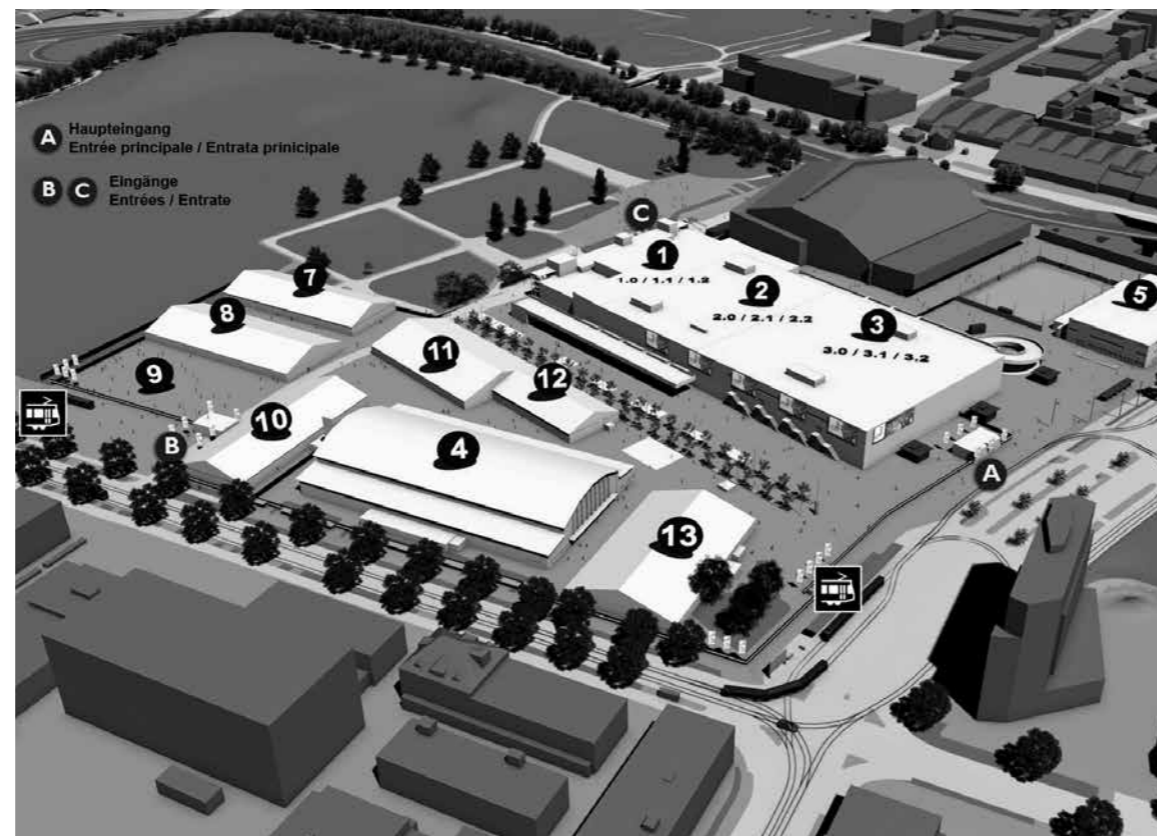 A Haupteingang
Entrée principale / Entrata prinicipale
B C Eingänge
Entrées / Entrate
C
1
1.0 / 1.1 / 1.2
2
2.0 / 2.1 / 2.2
3
3.0 / 3.1 / 3.2
5
7
8
11
9
12
10
B
4
A
13